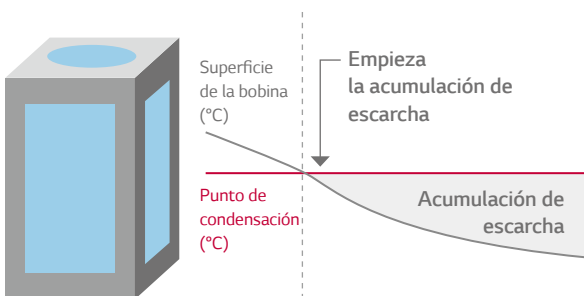 Superficie
de la bobina
(°C)
Empieza
la acumulación de
escarcha
Punto de
condensación
(°C)
Acumulación de
escarcha